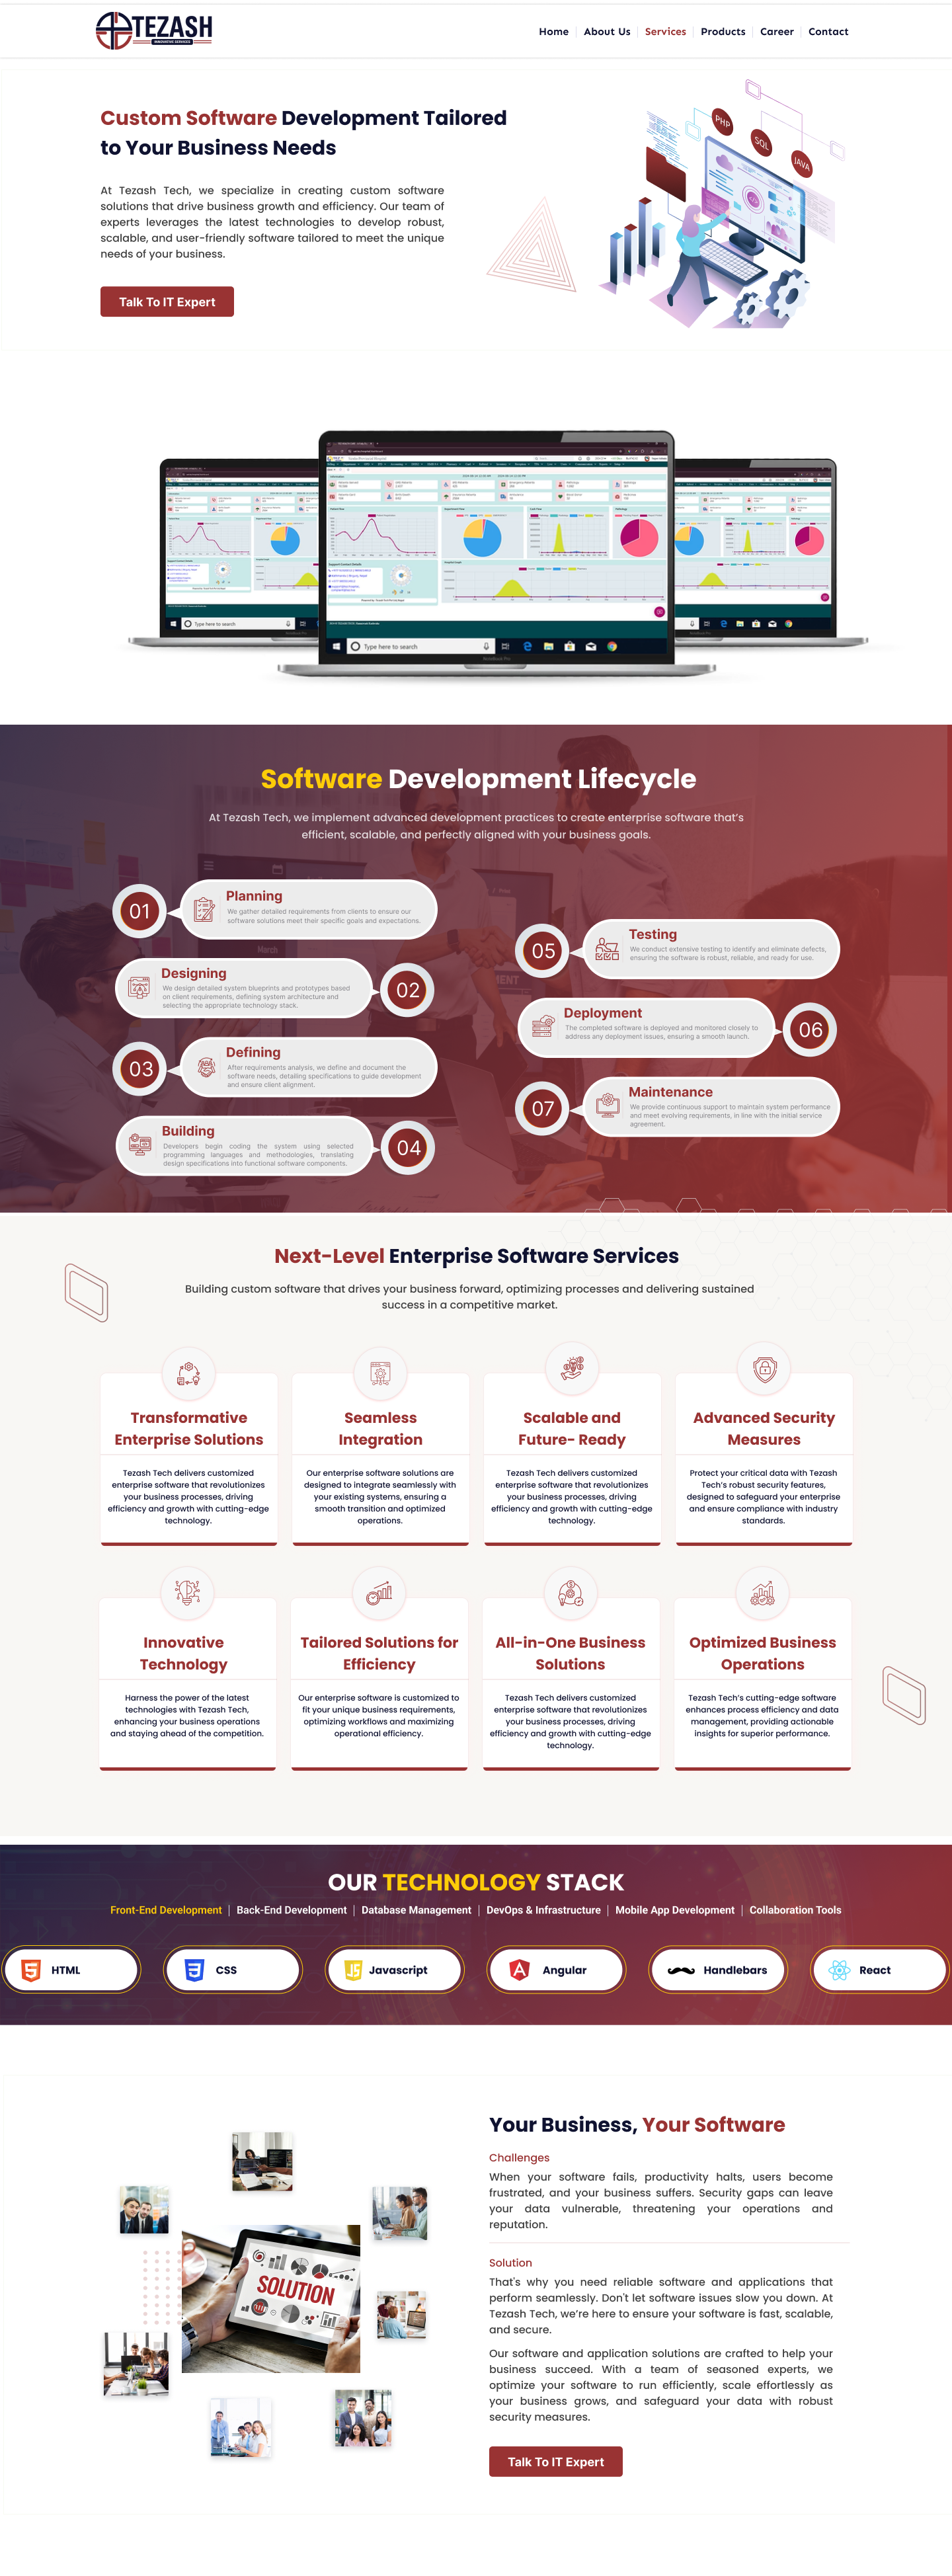 TEZASH
INNOVATIVE SERVICES
Home
About Us
Services
Products
Career
Contact
Custom Software Development Tailored
to Your Business Needs
At Tezash Tech, we specialize in creating custom software
solutions that drive business growth and efficiency. Our team of
experts leverages the latest technologies to develop robust,
scalable, and user-friendly software tailored to meet the unique
needs of your business.
Talk To IT Expert
PHP
SQL
JAVA
Type here to search
Type here to search
Software Development Lifecycle
At Tezash Tech, we implement advanced development practices to create enterprise software that's
efficient, scalable, and perfectly aligned with your business goals.
01
Planning
We gather detailed requirements from clients to ensure our
software solutions meet their specific goals and expectations.
March
Designing
We design detailed system blueprints and prototypes based
on client requirements, defining system architecture and
selecting the appropriate technology stack.
02
03
Defining
After requirements analysis, we define and document the
software needs, detailing specifications to guide development
and ensure client alignment.
Building
Developers begin coding the system using selected
programming languages and methodologies, translating
design specifications into functional software components.
04
05
Testing
We conduct extensive testing to identify and eliminate defects,
ensuring the software is robust, reliable, and ready for use.
Deployment
The completed software is deployed and monitored closely to
address any deployment issues, ensuring a smooth launch.
06
07
Maintenance
We provide continuous support to maintain system performance
and meet evolving requirements, in line with the initial service
agreement.
Next-Level Enterprise Software Services
Building custom software that drives your business forward, optimizing processes and delivering sustained
success in a competitive market.
Transformative
Enterprise Solutions
Tezash Tech delivers customized
enterprise software that revolutionizes
your business processes, driving
efficiency and growth with cutting-edge
technology.
Seamless
Integration
Our enterprise software solutions are
designed to integrate seamlessly with
your existing systems, ensuring a
smooth transition and optimized
operations.
Scalable and
Future- Ready
Tezash Tech delivers customized
enterprise software that revolutionizes
your business processes, driving
efficiency and growth with cutting-edge
technology.
Advanced Security
Measures
Protect your critical data with Tezash
Tech's robust security features,
designed to safeguard your enterprise
and ensure compliance with industry
standards.
Innovative
Technology
Harness the power of the latest
technologies with Tezash Tech,
enhancing your business operations
and staying ahead of the competition.
Tailored Solutions for
Efficiency
Our enterprise software is customized to
fit your unique business requirements,
optimizing workflows and maximizing
operational efficiency.
All-in-One Business
Solutions
Tezash Tech delivers customized
enterprise software that revolutionizes
your business processes, driving
efficiency and growth with cutting-edge
technology.
Optimized Business
Operations
Tezash Tech's cutting-edge software
enhances process efficiency and data
management, providing actionable
insights for superior performance.
OUR TECHNOLOGY STACK
Front-End Development
Back-End Development
Database Management
DevOps & Infrastructure
Mobile App Development
Collaboration Tools
HTML
CSS
Javascript
Angular
Handlebars
React
SOLUTION
Your Business, Your Software
Challenges
When your software fails, productivity halts, users become
frustrated, and your business suffers. Security gaps can leave
your data vulnerable, threatening your operations and
reputation.
Solution
That's why you need reliable software and applications that
perform seamlessly. Don't let software issues slow you down. At
Tezash Tech, we're here to ensure your software is fast, scalable,
and secure.
Our software and application solutions are crafted to help your
business succeed. With a team of seasoned experts, we
optimize your software to run efficiently, scale effortlessly as
your business grows, and safeguard your data with robust
security measures.
Talk To IT Expert